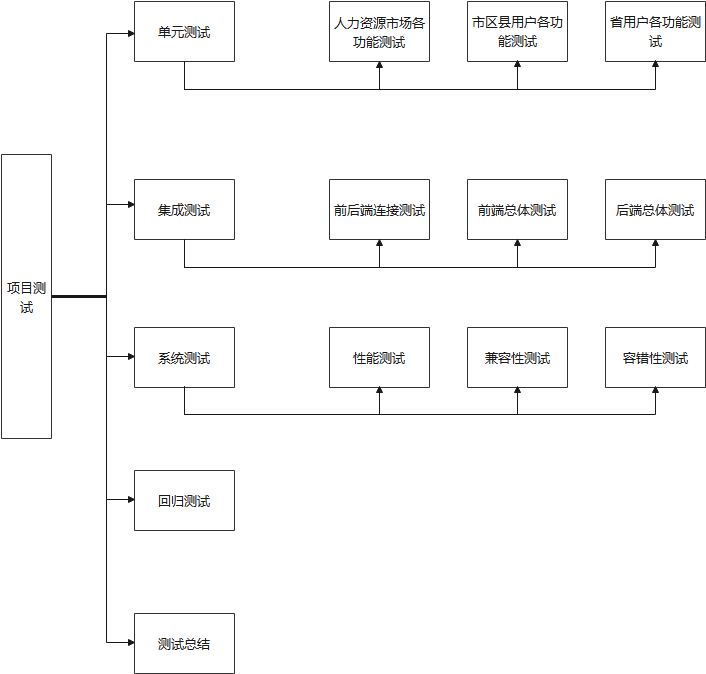 单元测试
人力资源市场各
功能测试
市区县用户各功
能测试
省用户各功能测
试
集成测试
前后端连接测试
前端总体测试
后端总体测试
项目测
试
系统测试
性能测试
兼容性测试
容错性测试
回归测试
测试总结